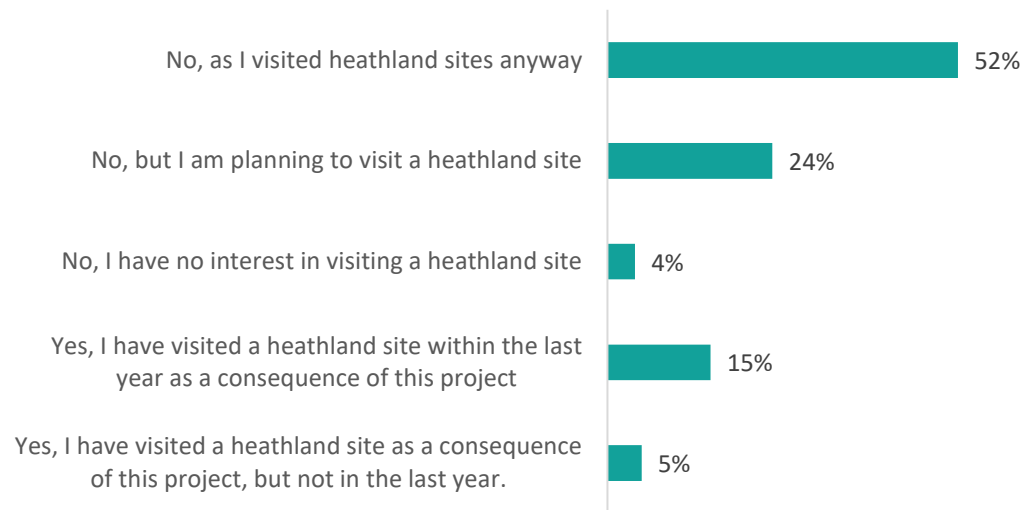 No, as I visited heathland sites anyway
52%
No, but I am planning to visit a heathland site
24%
No, I have no interest in visiting a heathland site
4%
Yes, I have visited a heathland site within the last
year as a consequence of this project
15%
Yes, I have visited a heathland site as a consequence
of this project, but not in the last year.
5%